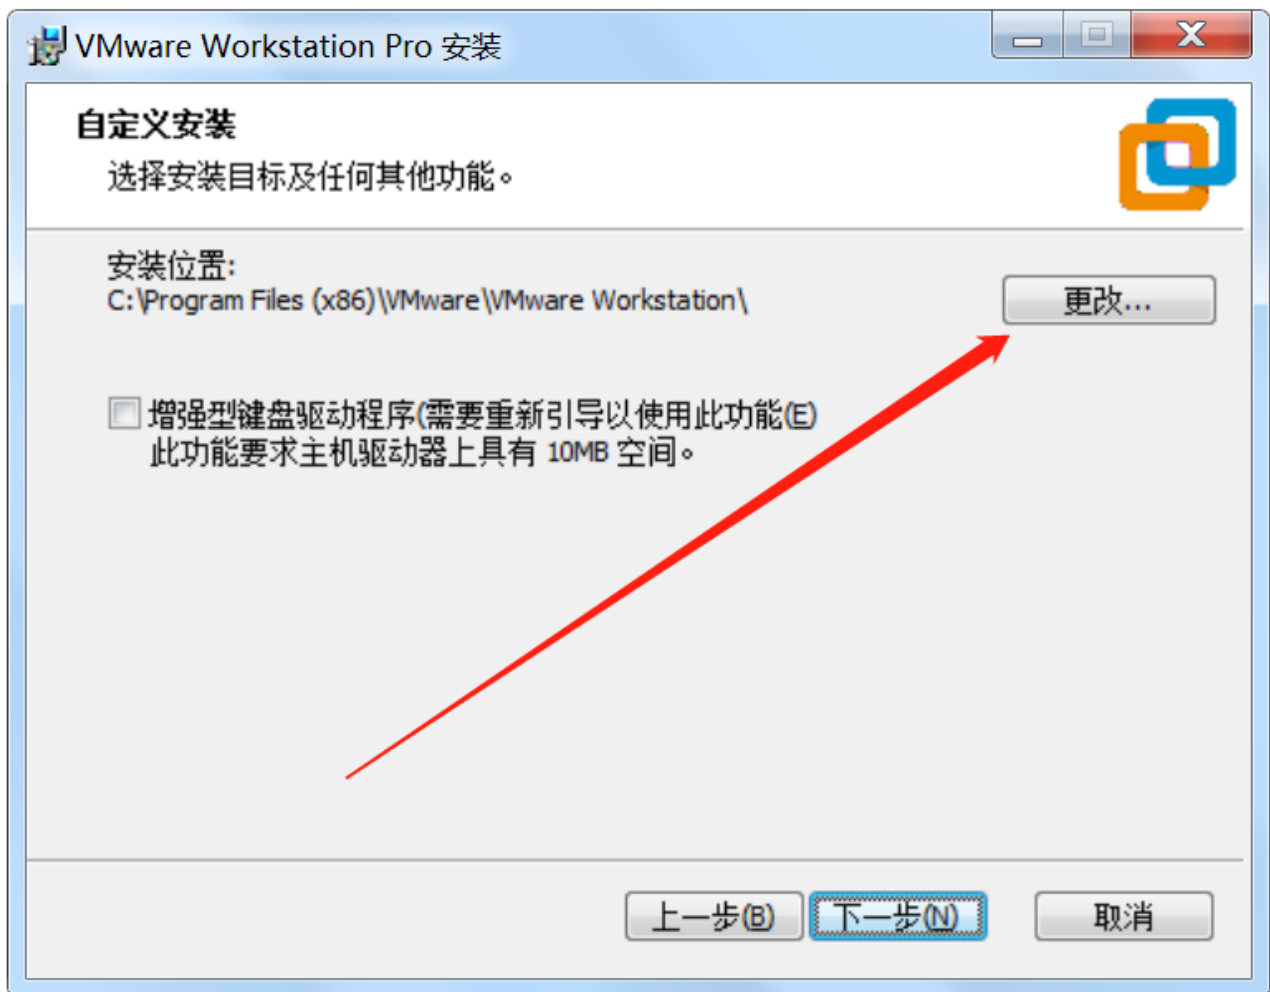 VMware Workstation Pro 安装
自定义安装
选择安装目标及任何其他功能。
安装位置:
C:\Program Files (x86)\VMware\VMware Workstation\
更改...
增强型键盘驱动程序(需要重新引导以使用此功能(E)
此功能要求主机驱动器上具有 10MB 空间。
上一步(B) 下一步(N) 取消